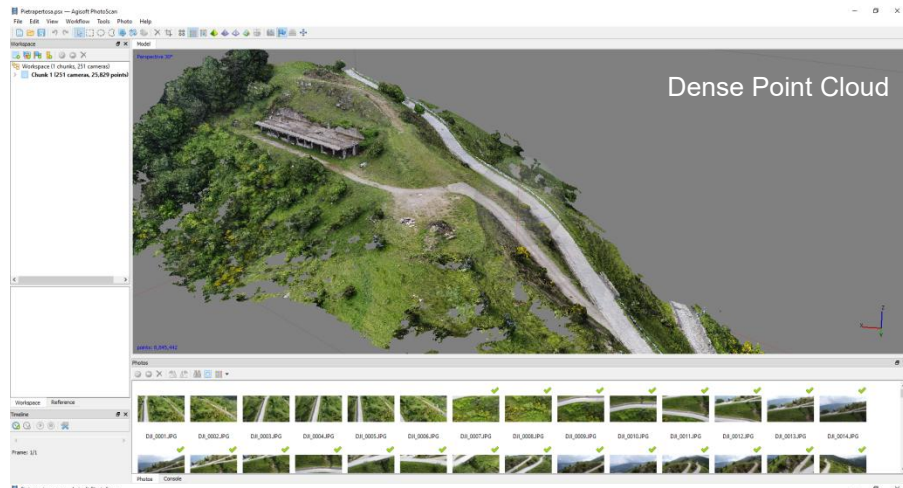 Pietrapertosa.psx — Agisoft PhotoScan
File Edit View Workflow Tools Photo Help
Workspace
Model
Workspace (1 chunks, 251 cameras)
Chunk 1 (251 cameras, 25,829 points)
Perspective 30°
Dense Point Cloud
Z
X
Photos
Workspace Reference
Timeline
DJI_0001.JPG DJI_0002.JPG DJI_0003.JPG DJI_0004.JPG DJI_0005.JPG DJI_0006.JPG DJI_0007.JPG DJI_0008.JPG DJI_0009.JPG DJI_0010.JPG DJI_0011.JPG DJI_0012.JPG DJI_0013.JPG DJI_0014.JPG
Frame: 1/1
Photos Console